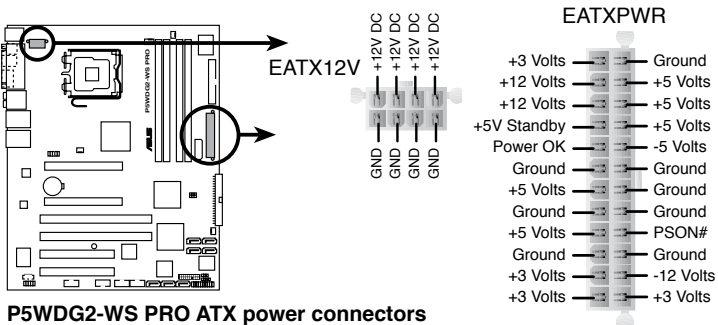 EATXPWR
EATX12V
+12V DC
+12V DC
+12V DC
+12V DC
GND
GND
GND
GND
+3 Volts Ground
+12 Volts +5 Volts
+12 Volts +5 Volts
+5V Standby +5 Volts
Power OK -5 Volts
Ground Ground
+5 Volts Ground
Ground Ground
+5 Volts PSON#
Ground Ground
+3 Volts -12 Volts
+3 Volts +3 Volts
P5WDG2-WS PRO
ASUS
P5WDG2-WS PRO ATX power connectors